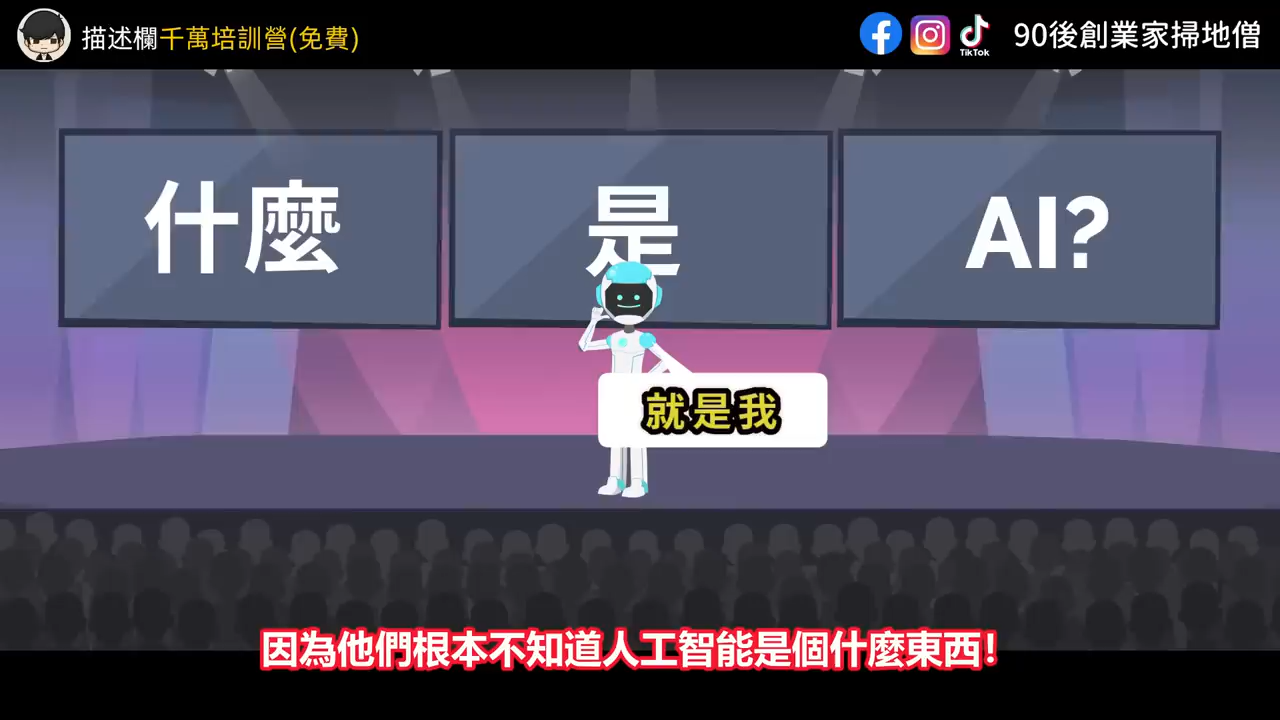 描述欄千萬培訓營(免費)
TikTok
90後創業家掃地僧
什麼
是
AI?
就是我
因為他們根本不知道人工智能是個什麼東西!